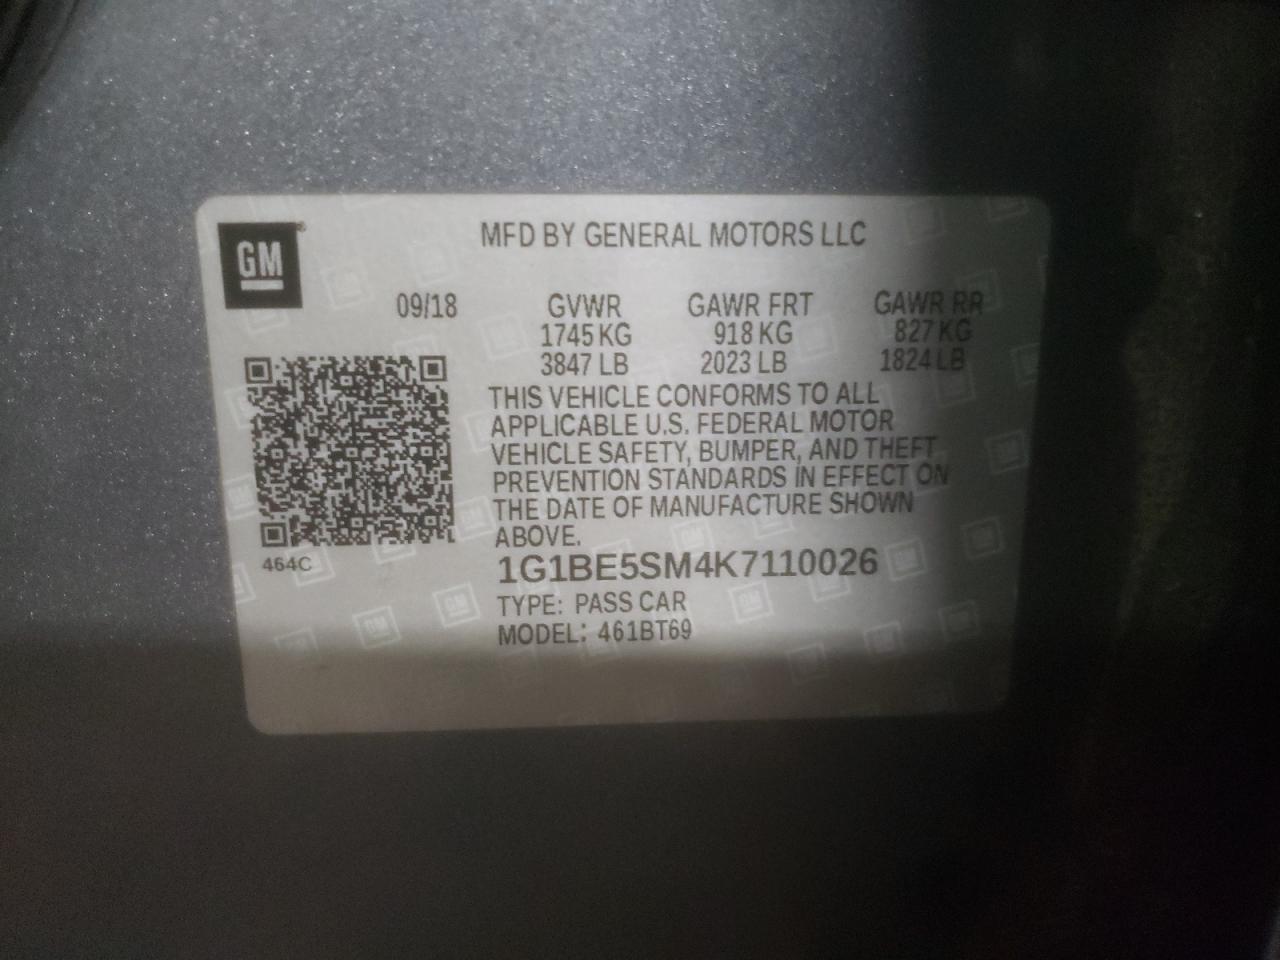 GM
MFD BY GENERAL MOTORS LLC
09/18 GVWR GAWR FRT GAWR RR
1745 KG 918 KG 827 KG
3847 LB 2023 LB 1824 LB
THIS VEHICLE CONFORMS TO ALL
APPLICABLE U.S. FEDERAL MOTOR
VEHICLE SAFETY, BUMPER, AND THEFT
PREVENTION STANDARDS IN EFFECT ON
THE DATE OF MANUFACTURE SHOWN
ABOVE.
464C
1G1BE5SM4K7110026
TYPE: PASS CAR
MODEL: 461BT69